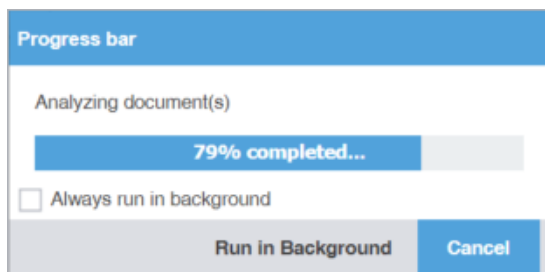 Progress bar
Analyzing document(s)
79% completed...
Always run in background
Run in Background Cancel